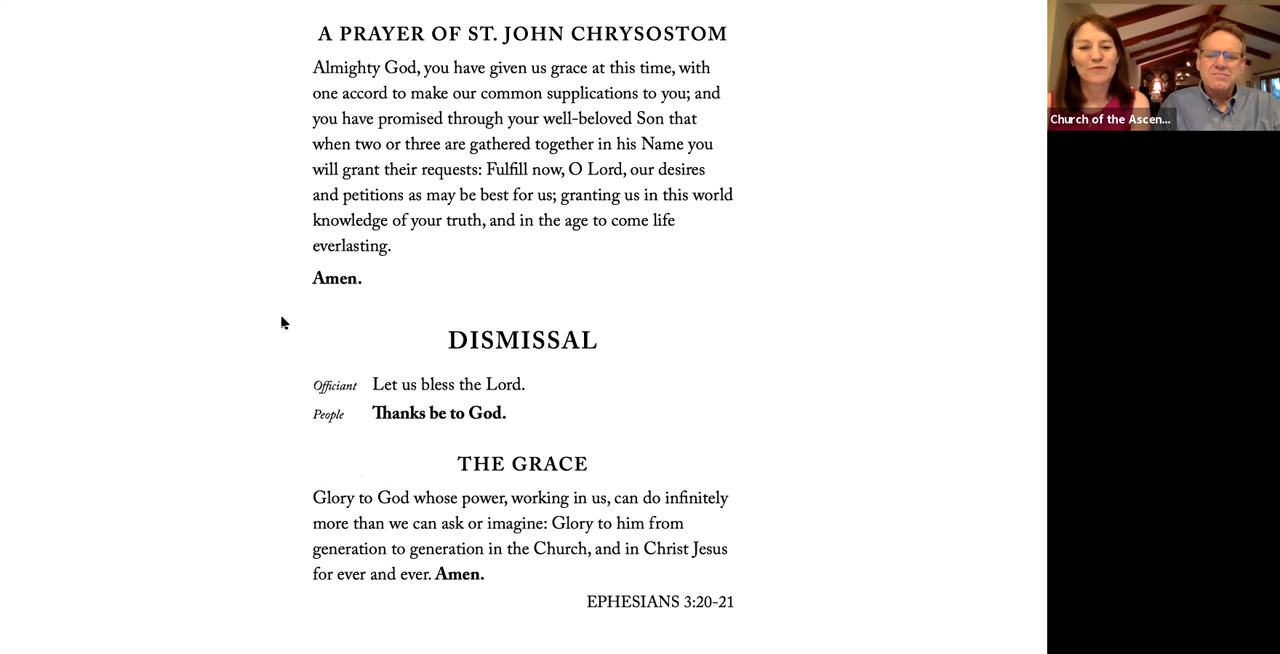 A PRAYER OF ST. JOHN CHRYSOSTOM
Almighty God, you have given us grace at this time, with
one accord to make our common supplications to you; and
you have promised through your well-beloved Son that
when two or three are gathered together in his Name you
will grant their requests: Fulfill now, O Lord, our desires
and petitions as may be best for us; granting us in this world
knowledge of your truth, and in the age to come life
everlasting.
Amen.
DISMISSAL
Officiant Let us bless the Lord.
People Thanks be to God.
THE GRACE
Glory to God whose power, working in us, can do infinitely
more than we can ask or imagine: Glory to him from
generation to generation in the Church, and in Christ Jesus
for ever and ever. Amen.
EPHESIANS 3:20-21
Church of the Ascen...